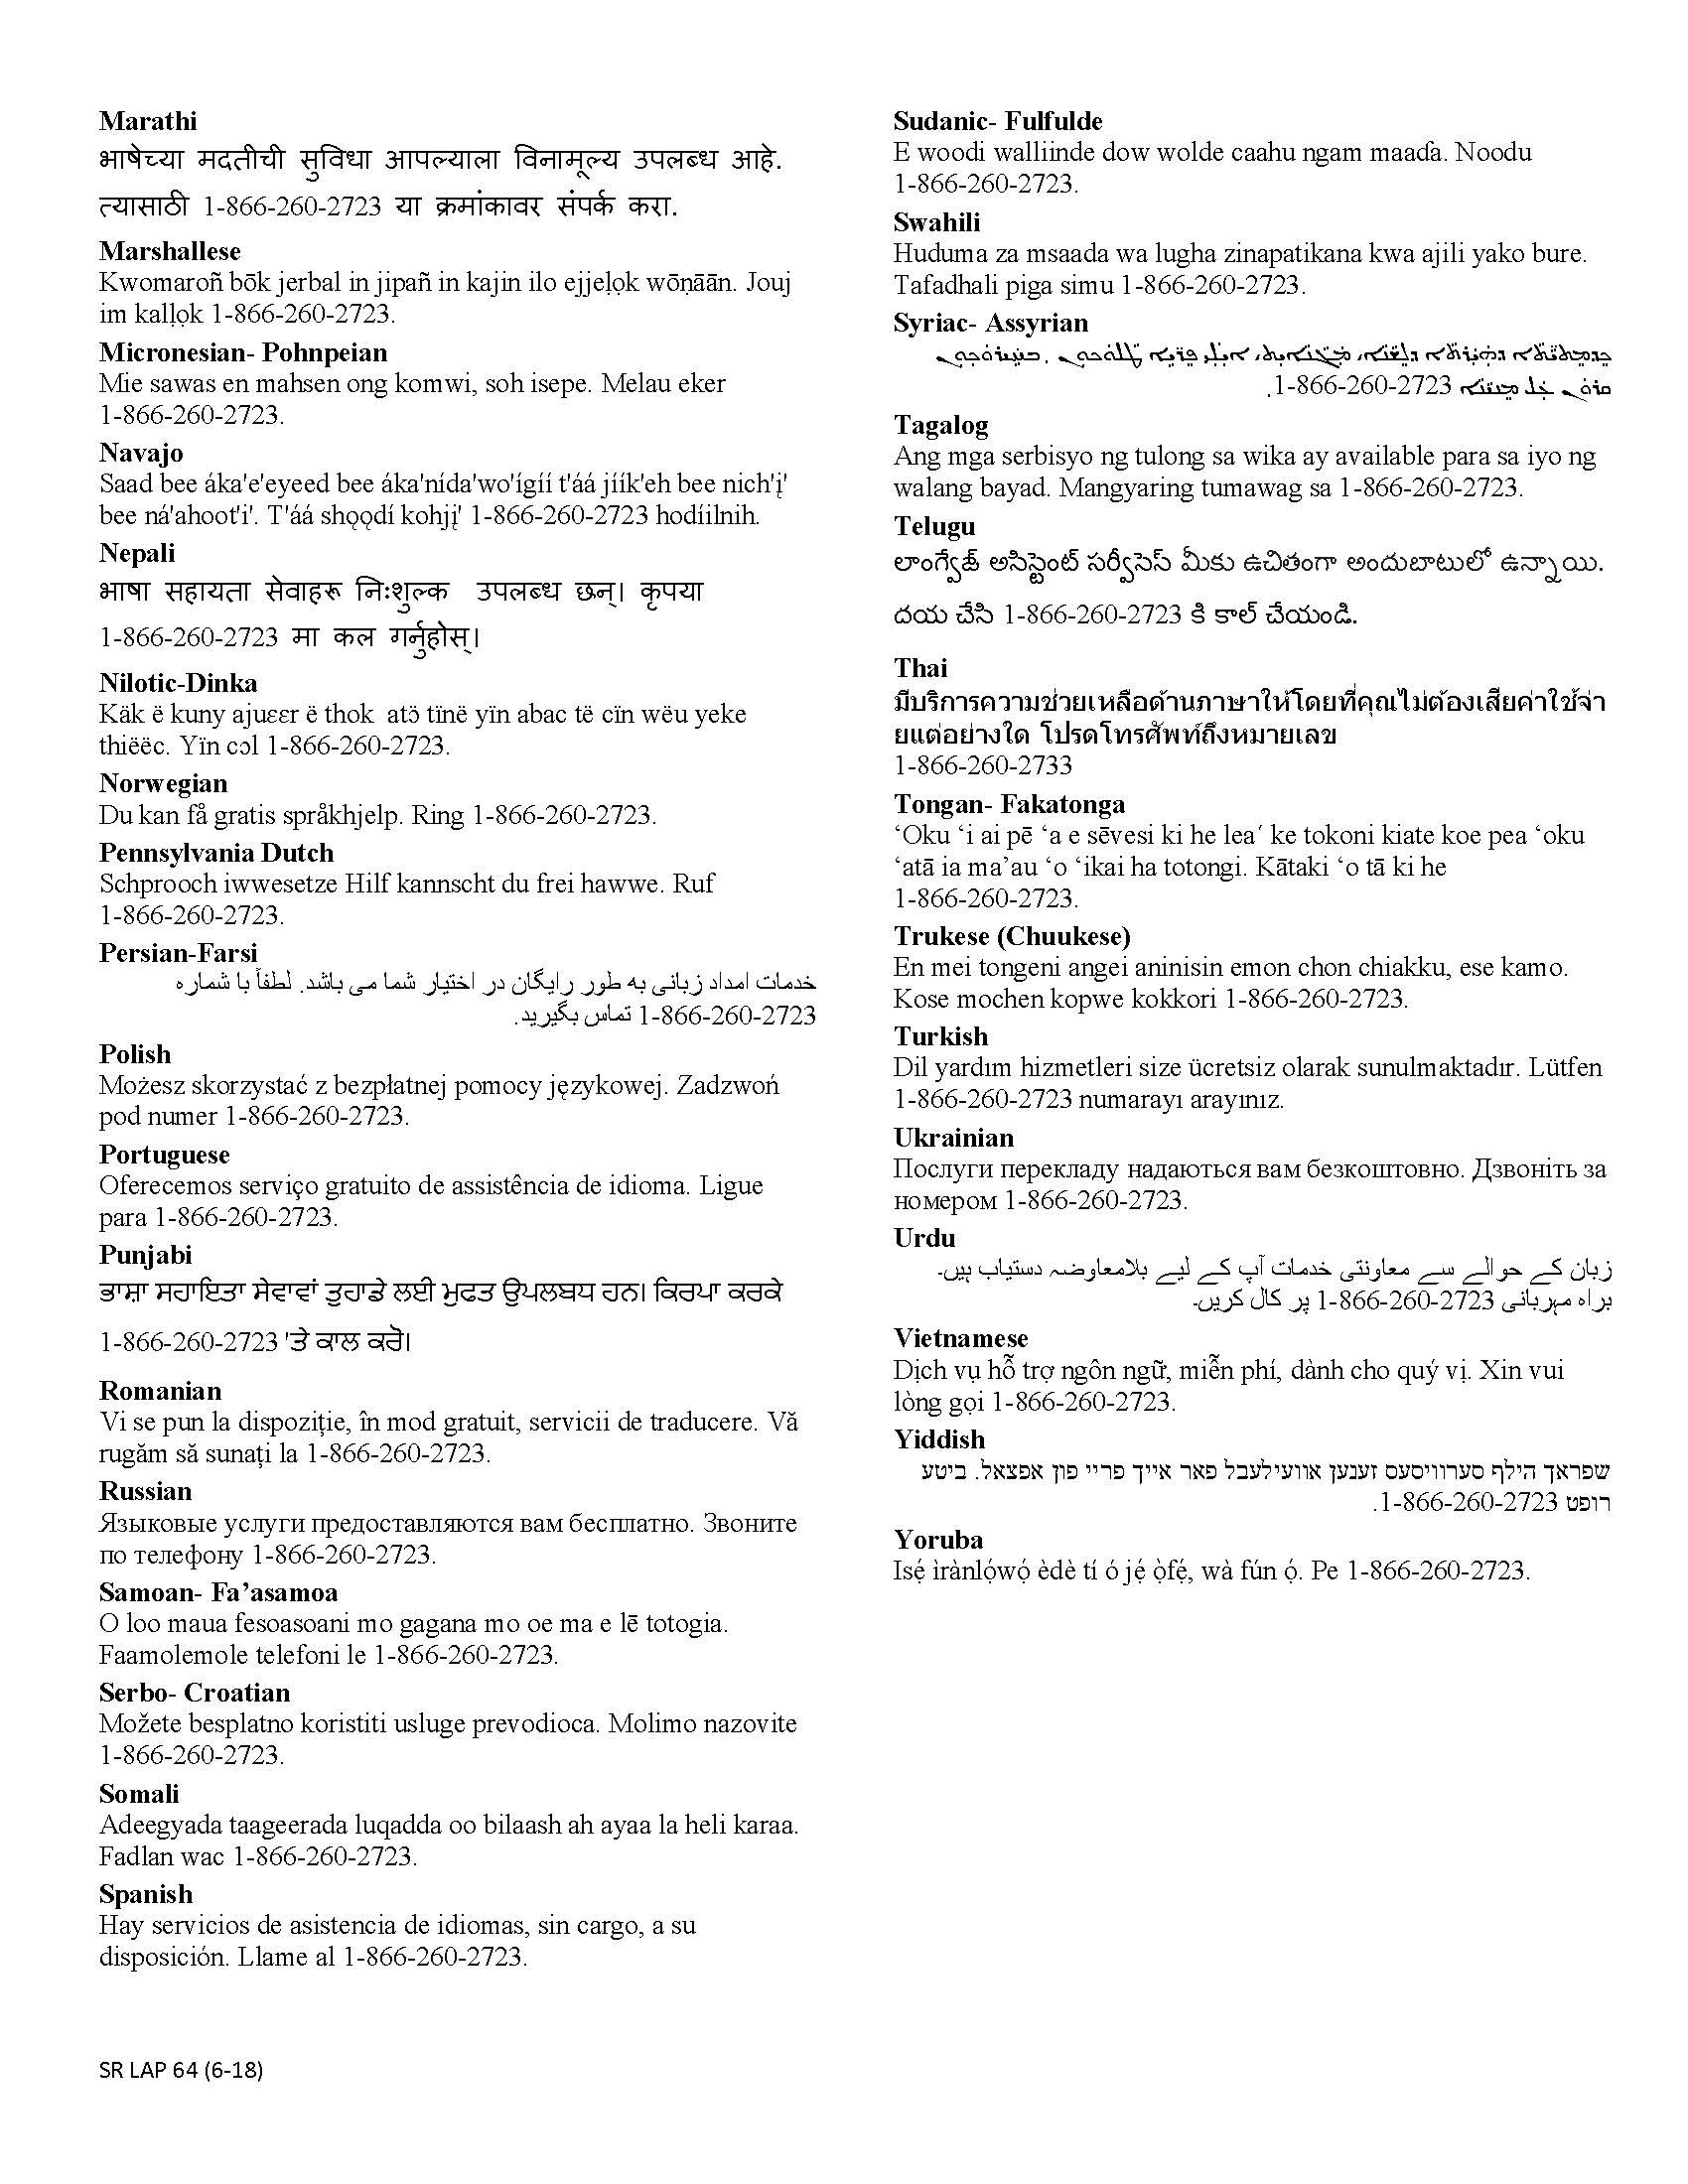 Marathi
भाषेच्या मदतीची सुविधा आपल्याला विनामूल्य उपलब्ध आहे.
त्यासाठी 1-866-260-2723 या क्रमांकावर संपर्क करा.
Marshallese
Kwomaroñ bōk jerbal in jipañ in kajin ilo ejjeḷọk wōṇāān. Jouj
im kaḷḷọk 1-866-260-2723.
Micronesian- Pohnpeian
Mie sawas en mahsen ong komwi, soh isepe. Melau eker
1-866-260-2723.
Navajo
Saad bee áka'e'eyeed bee áka'nída'wo'ígíí t'áá jíík'eh bee nich'į'
bee ná'ahoot'i'. T'áá shǫǫdí kohjį' 1-866-260-2723 hodíilnih.
Nepali
भाषा सहायता सेवाहरू निःशुल्क उपलब्ध छन्। कृपया
1-866-260-2723 मा कल गर्नुहोस्।
Nilotic-Dinka
Käk ë kuny ajuɛɛr ë thok atɔ̈ tïnë yïn abac të cïn wëu yeke
thiëëc. Yïn cɔl 1-866-260-2723.
Norwegian
Du kan få gratis språkhjelp. Ring 1-866-260-2723.
Pennsylvania Dutch
Schprooch iwwesetze Hilf kannscht du frei hawwe. Ruf
1-866-260-2723.
Persian-Farsi
خدمات امداد زبانی به طور رایگان در اختیار شما می باشد. لطفاً با شماره
1-866-260-2723 تماس بگیرید.
Polish
Możesz skorzystać z bezpłatnej pomocy językowej. Zadzwoń
pod numer 1-866-260-2723.
Portuguese
Oferecemos serviço gratuito de assistência de idioma. Ligue
para 1-866-260-2723.
Punjabi
ਭਾਸ਼ਾ ਸਹਾਇਤਾ ਸੇਵਾਵਾਂ ਤੁਹਾਡੇ ਲਈ ਮੁਫਤ ਉਪਲਬਧ ਹਨ। ਕਿਰਪਾ ਕਰਕੇ
1-866-260-2723 'ਤੇ ਕਾਲ ਕਰੋ।
Romanian
Vi se pun la dispoziție, în mod gratuit, servicii de traducere. Vă
rugăm să sunați la 1-866-260-2723.
Russian
Языковые услуги предоставляются вам бесплатно. Звоните
по телефону 1-866-260-2723.
Samoan- Fa’asamoa
O loo maua fesoasoani mo gagana mo oe ma e lē totogia.
Faamolemole telefoni le 1-866-260-2723.
Serbo- Croatian
Možete besplatno koristiti usluge prevodioca. Molimo nazovite
1-866-260-2723.
Somali
Adeegyada taageerada luqadda oo bilaash ah ayaa la heli karaa.
Fadlan wac 1-866-260-2723.
Spanish
Hay servicios de asistencia de idiomas, sin cargo, a su
disposición. Llame al 1-866-260-2723.
Sudanic- Fulfulde
E woodi walliinde dow wolde caahu ngam maaɗa. Noodu
1-866-260-2723.
Swahili
Huduma za msaada wa lugha zinapatikana kwa ajili yako bure.
Tafadhali piga simu 1-866-260-2723.
Syriac- Assyrian
1-866-260-2723.
Tagalog
Ang mga serbisyo ng tulong sa wika ay available para sa iyo ng
walang bayad. Mangyaring tumawag sa 1-866-260-2723.
Telugu
లాంగ్వేజ్ అసిస్టెంట్ సర్వీసెస్ మీకు ఉచితంగా అందుబాటులో ఉన్నాయి.
దయ చేసి 1-866-260-2723 కి కాల్ చేయండి.
Thai
มีบริการความช่วยเหลือด้านภาษาให้โดยที่คุณไม่ต้องเสียค่าใช้จ่า
ยแต่อย่างใด โปรดโทรศัพท์ถึงหมายเลข
1-866-260-2733
Tongan- Fakatonga
‘Oku ‘i ai pē ‘a e sēvesi ki he lea´ ke tokoni kiate koe pea ‘oku
‘atā ia ma’au ‘o ‘ikai ha totongi. Kātaki ‘o tā ki he
1-866-260-2723.
Trukese (Chuukese)
En mei tongeni angei aninisin emon chon chiakku, ese kamo.
Kose mochen kopwe kokkori 1-866-260-2723.
Turkish
Dil yardım hizmetleri size ücretsiz olarak sunulmaktadır. Lütfen
1-866-260-2723 numarayı arayınız.
Ukrainian
Послуги перекладу надаються вам безкоштовно. Дзвоніть за
номером 1-866-260-2723.
Urdu
زبان کے حوالے سے معاونتی خدمات آپ کے لیے بلامعاوضہ دستیاب ہیں۔
براہ مہربانی 1-866-260-2723 پر کال کریں۔
Vietnamese
Dịch vụ hỗ trợ ngôn ngữ, miễn phí, dành cho quý vị. Xin vui
lòng gọi 1-866-260-2723.
Yiddish
שפראך הילף סערוויסעס זענען אוועילעבל פאר אייך פריי פון אפצאל. ביטע
רופט 1-866-260-2723.
Yoruba
Isẹ́ ìrànlọ́wọ́ èdè tí ó jẹ́ ọ̀fẹ́, wà fún ọ́. Pe 1-866-260-2723.
SR LAP 64 (6-18)